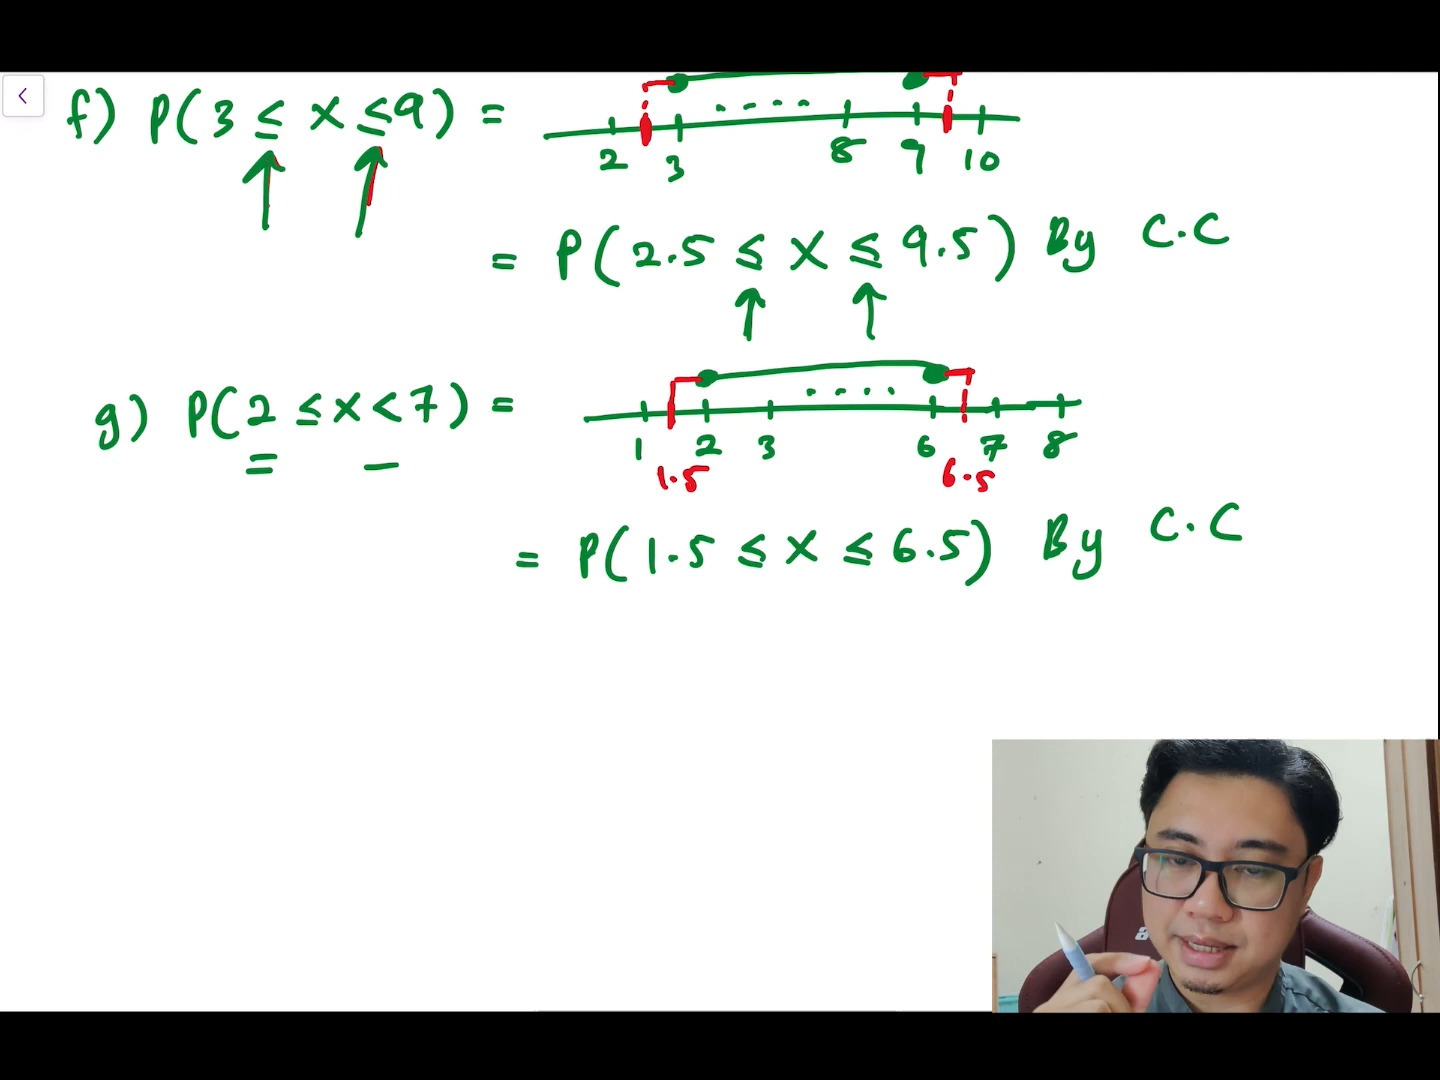 f) P(3 ≤ x ≤ 9) =
2 3 8 9 10
= P(2.5 ≤ x ≤ 9.5) By C.C
g) P(2 ≤ x < 7) =
1 2 3 6 7 8
1.5 6.5
= P(1.5 ≤ x ≤ 6.5) By C.C